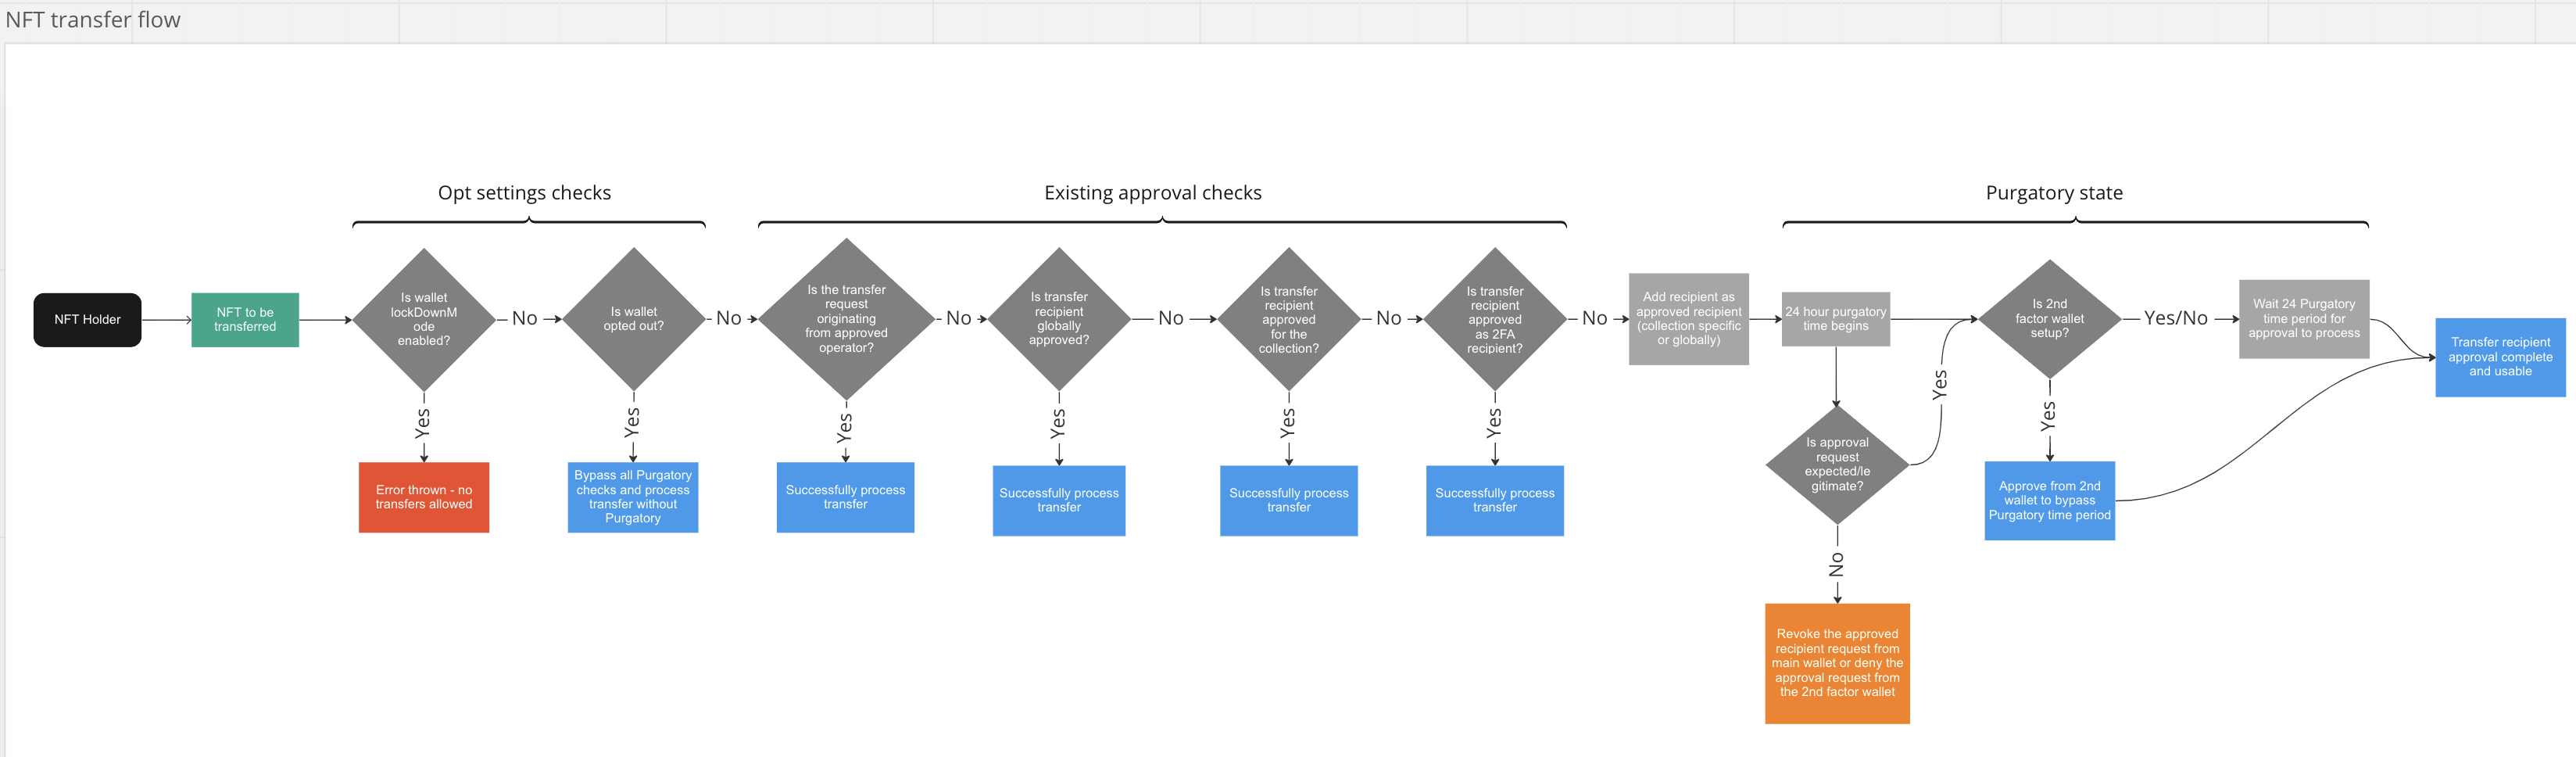 NFT transfer flow
Opt settings checks
Existing approval checks
Purgatory state
NFT Holder
NFT to be
transferred
Is wallet
lockDownM
ode
enabled?
No
Is wallet
opted out?
No
Is the transfer
request
originating
from approved
operator?
No
Is transfer
recipient
globally
approved?
No
Is transfer
recipient
approved
for the
collection?
No
Is transfer
recipient
approved
as 2FA
recipient?
No
Add recipient as
approved recipient
(collection specific
or globally)
24 hour purgatory
time begins
Is 2nd
factor wallet
setup?
Yes/No
Wait 24 Purgatory
time period for
approval to process
Transfer recipient
approval complete
and usable
Yes
Yes
Yes
Yes
Yes
Yes
Yes
Yes
Error thrown - no
transfers allowed
Bypass all Purgatory
checks and process
transfer without
Purgatory
Successfully process
transfer
Successfully process
transfer
Successfully process
transfer
Successfully process
transfer
Is approval
request
expected/le
gitimate?
Approve from 2nd
wallet to bypass
Purgatory time period
No
Revoke the approved
recipient request from
main wallet or deny the
approval request from
the 2nd factor wallet